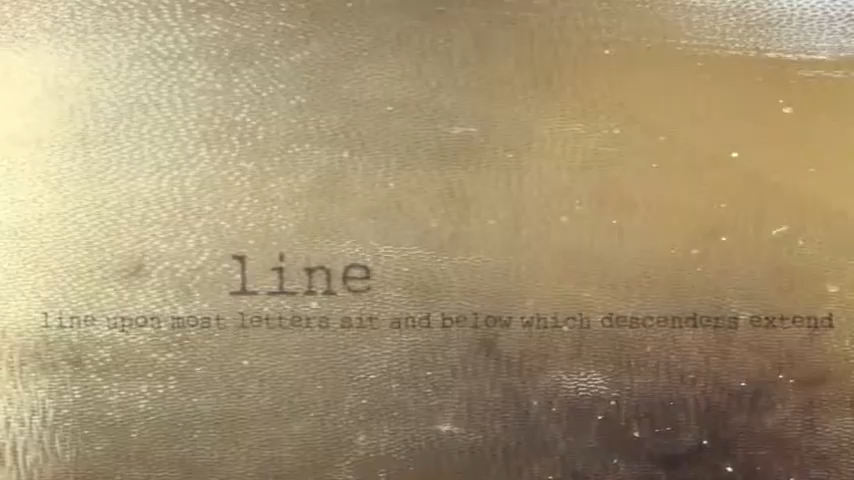 line
line upon most letters sit and below which descenders extend